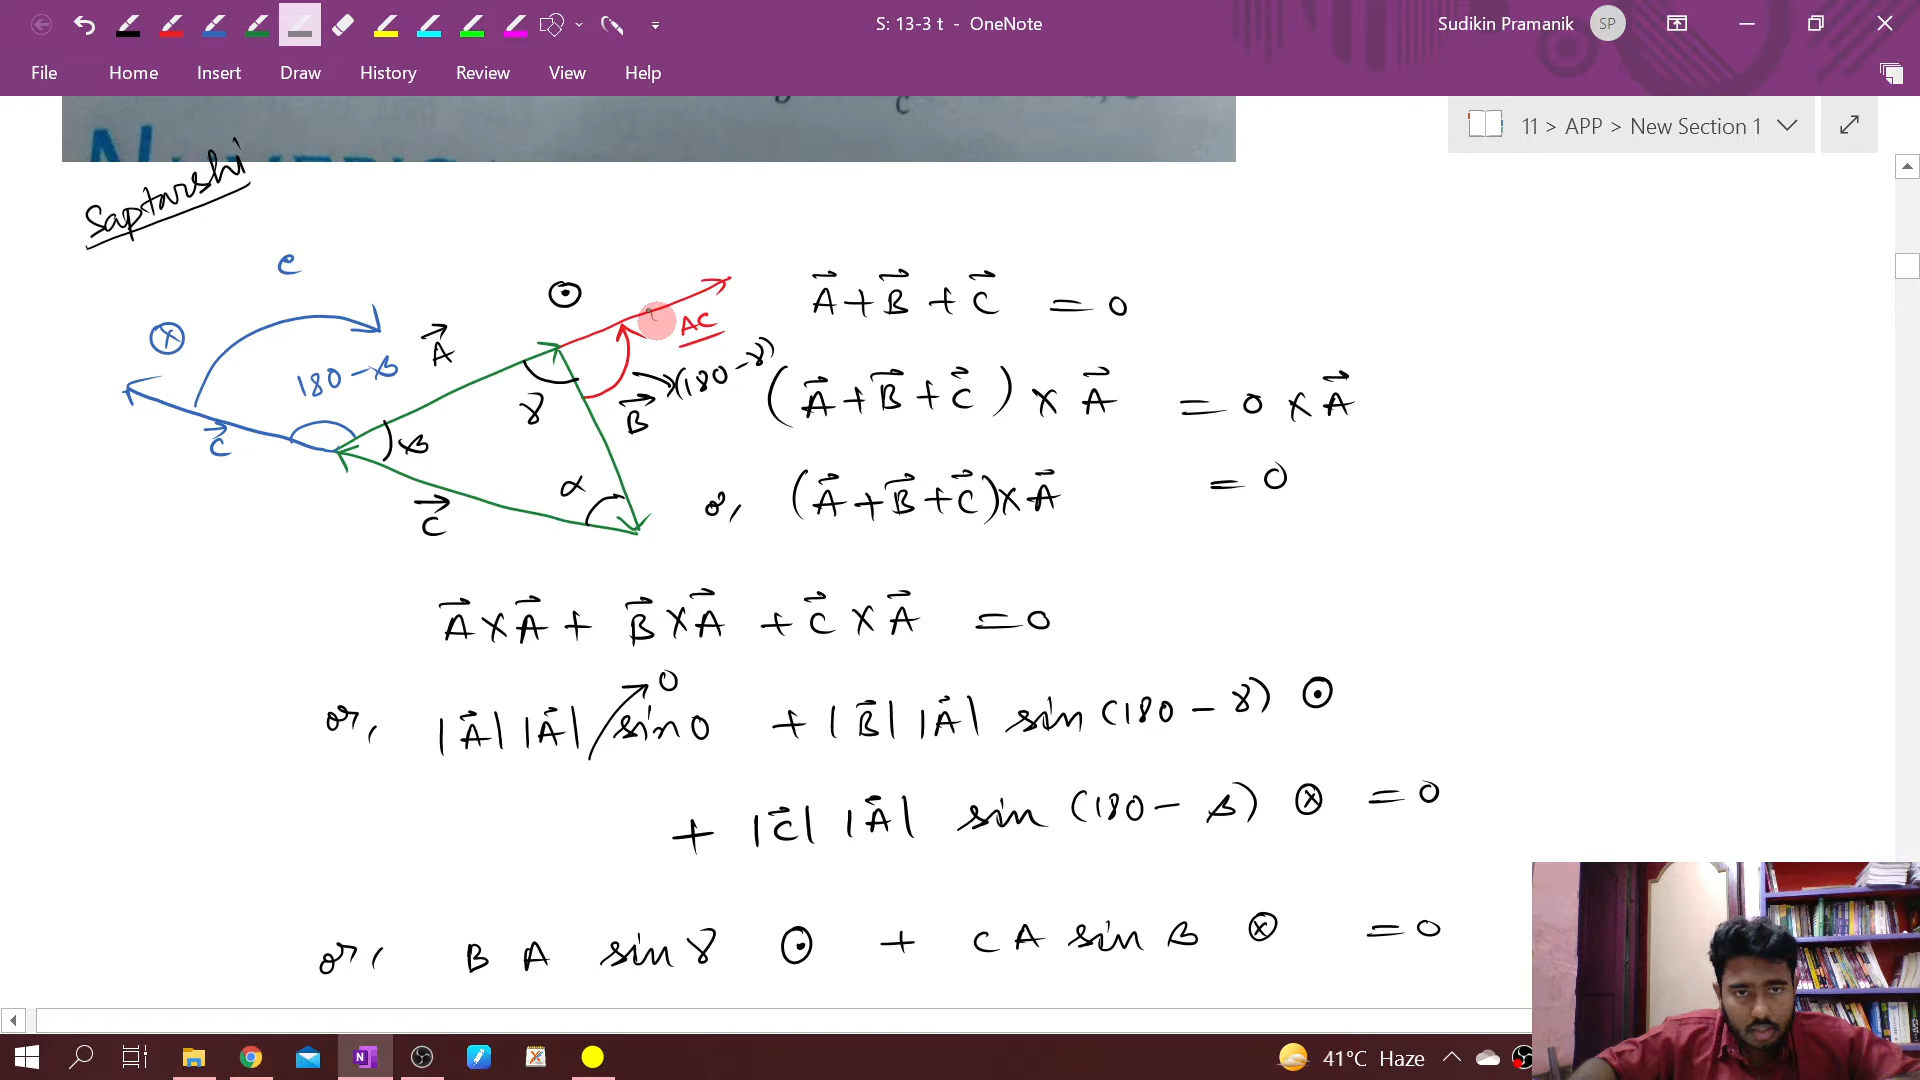 S: 13-3 t - OneNote
Sudikin Pramanik SP
File Home Insert Draw History Review View Help
11 > APP > New Section 1
Saptarshi
e
180 - β
A⃗
C⃗
β
γ
B⃗
α
C⃗
AC
(180 - γ)
A⃗ + B⃗ + C⃗ = 0
(A⃗ + B⃗ + C⃗) × A⃗ = 0 × A⃗
or, (A⃗ + B⃗ + C⃗) × A⃗ = 0
A⃗ × A⃗ + B⃗ × A⃗ + C⃗ × A⃗ = 0
or, |A⃗| |A⃗| sin 0 → 0 + |B⃗| |A⃗| sin (180 - γ) ⊙
+ |C⃗| |A⃗| sin (180 - β) ⊗ = 0
or, B A sin γ ⊙ + C A sin β ⊗ = 0
41°C Haze